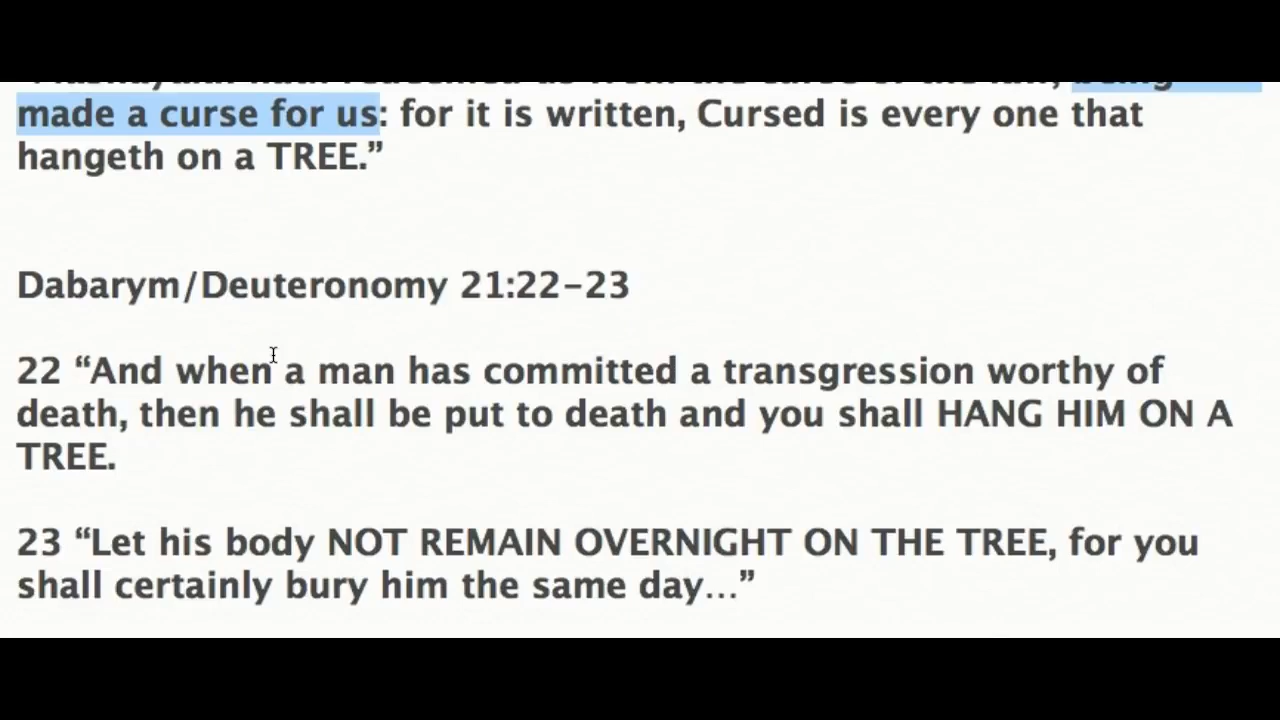 being
made a curse for us: for it is written, Cursed is every one that
hangeth on a TREE.”
Dabarym/Deuteronomy 21:22-23
22 “And when a man has committed a transgression worthy of
death, then he shall be put to death and you shall HANG HIM ON A
TREE.
23 “Let his body NOT REMAIN OVERNIGHT ON THE TREE, for you
shall certainly bury him the same day...”